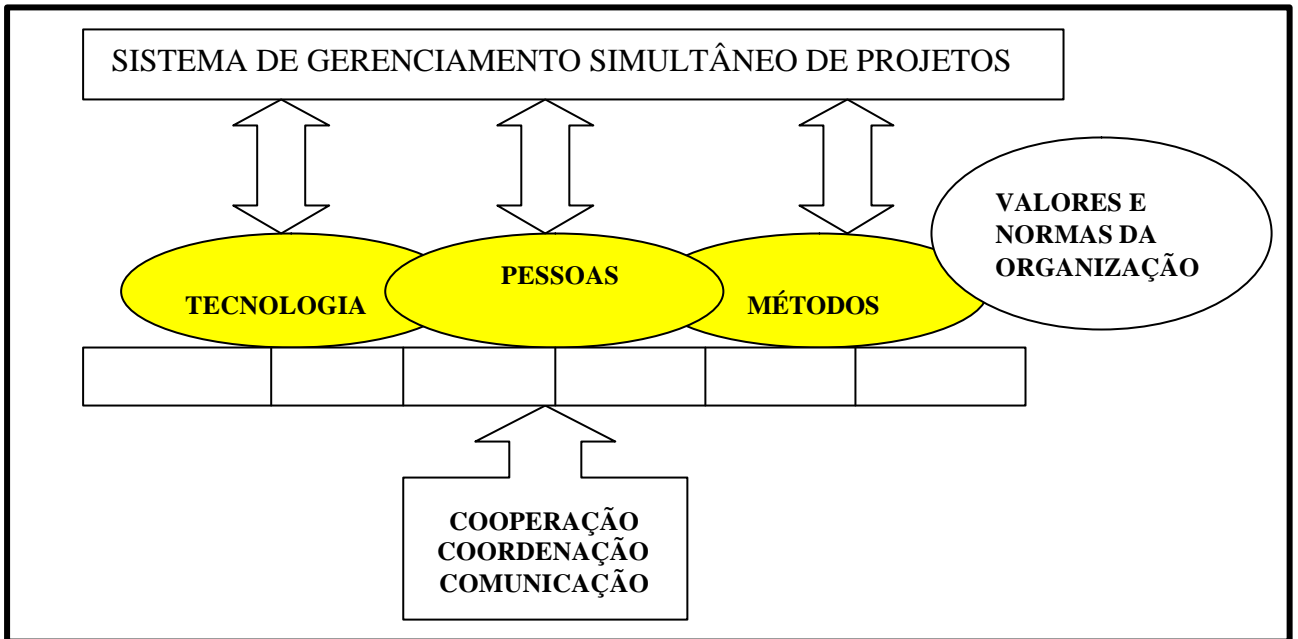 SISTEMA DE GERENCIAMENTO SIMULTÂNEO DE PROJETOS
VALORES E
NORMAS DA
ORGANIZAÇÃO
TECNOLOGIA
PESSOAS
MÉTODOS
COOPERAÇÃO
COORDENAÇÃO
COMUNICAÇÃO